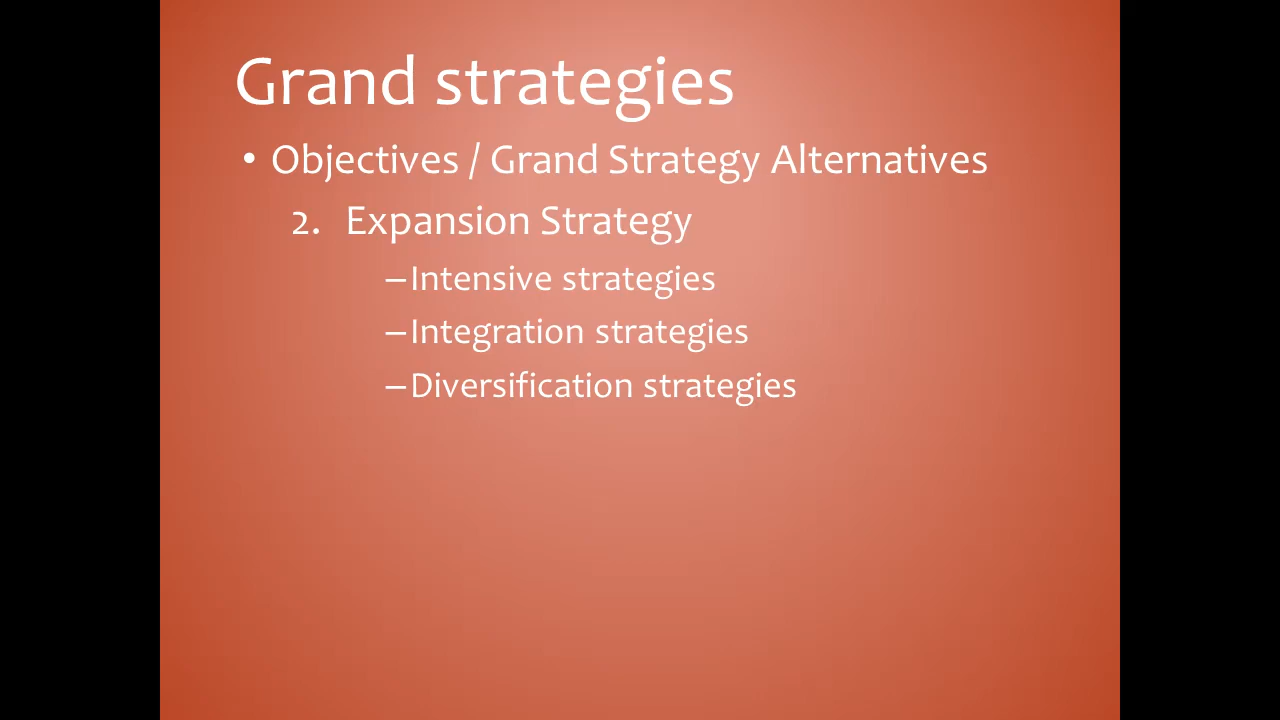 Grand strategies
• Objectives / Grand Strategy Alternatives
2. Expansion Strategy
–Intensive strategies
–Integration strategies
–Diversification strategies